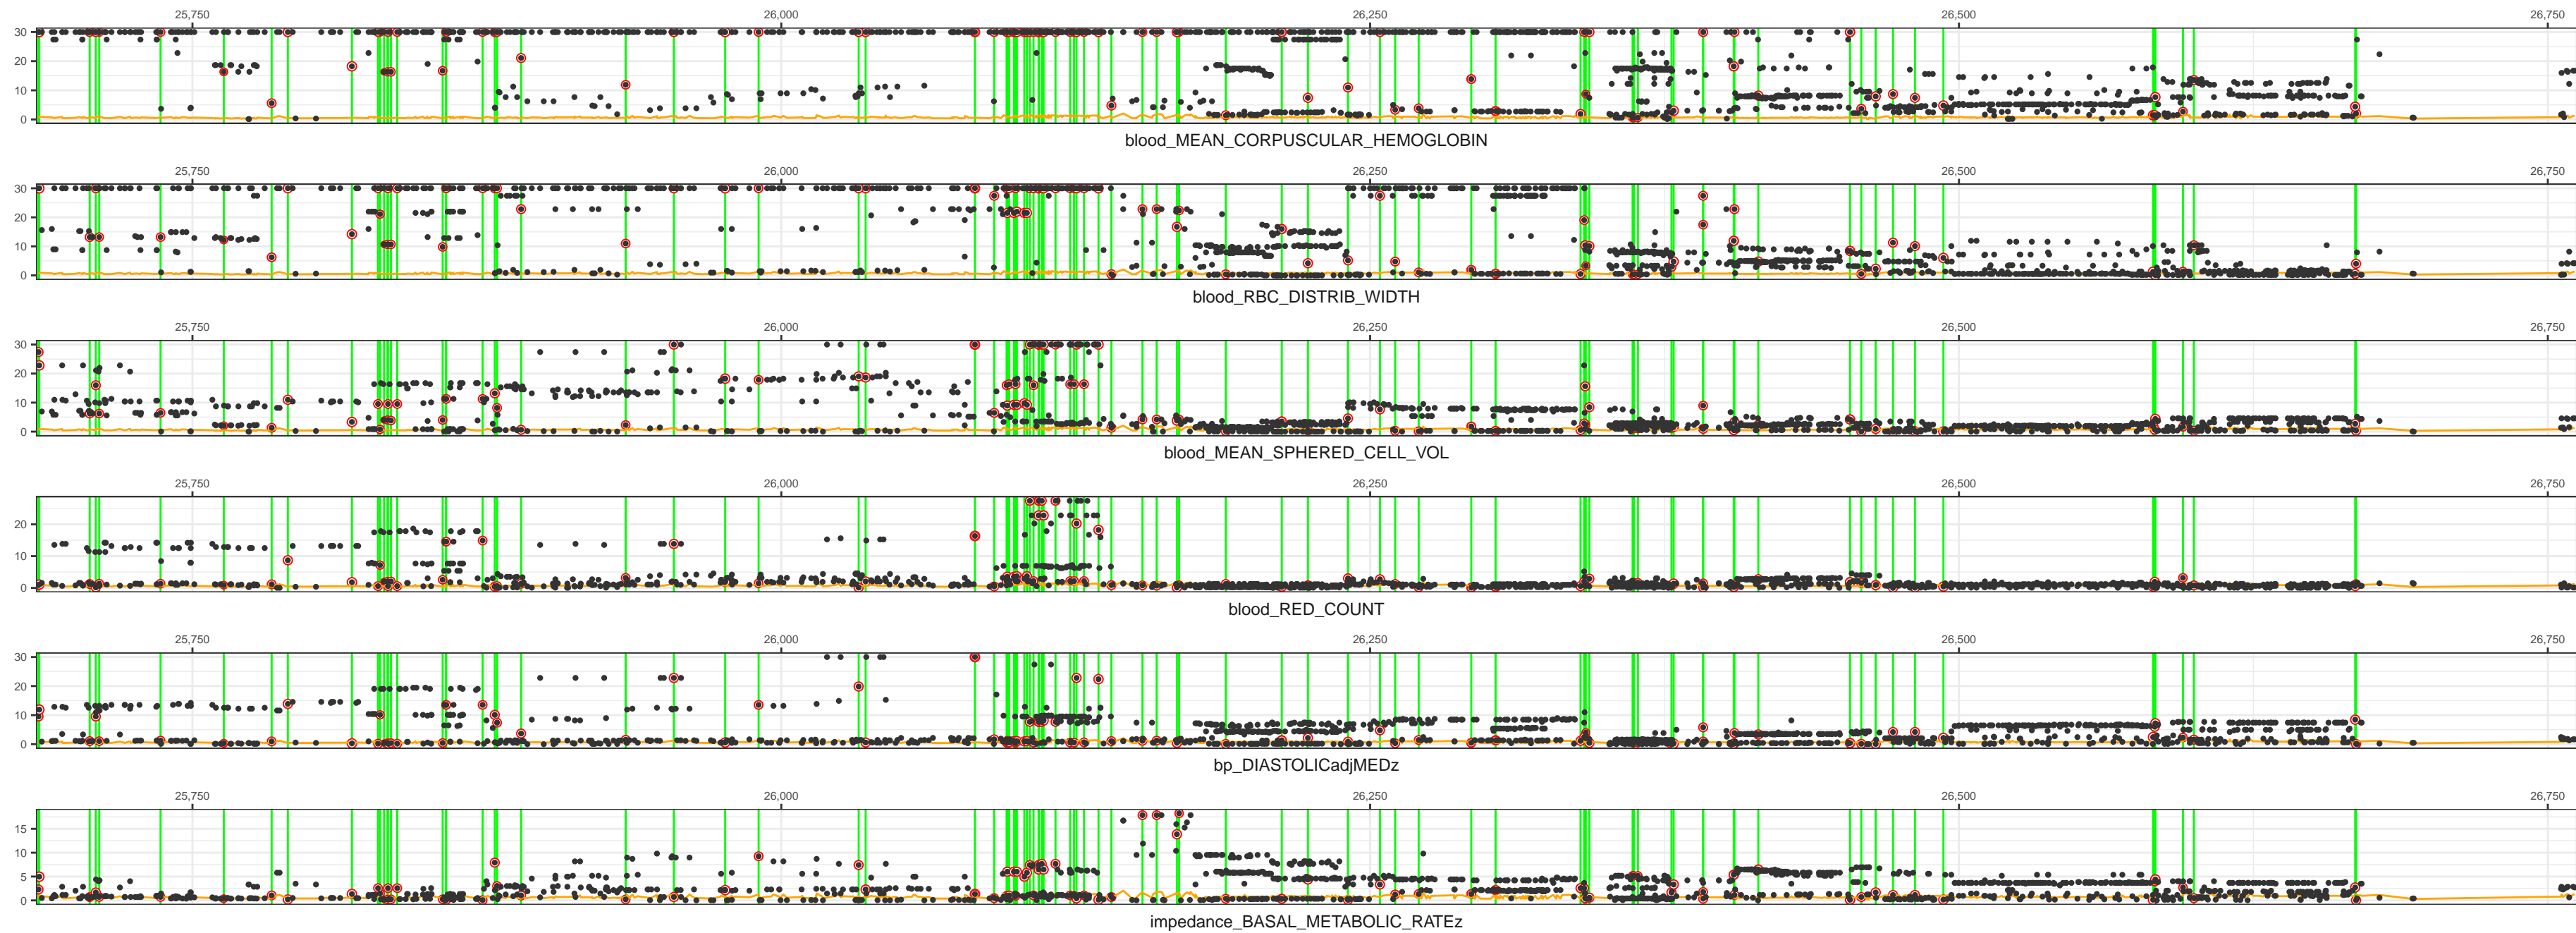 25,750 26,000 26,250 26,500 26,750
30
20
10
0
blood_MEAN_CORPUSCULAR_HEMOGLOBIN
25,750 26,000 26,250 26,500 26,750
30
20
10
0
blood_RBC_DISTRIB_WIDTH
25,750 26,000 26,250 26,500 26,750
30
20
10
0
blood_MEAN_SPHERED_CELL_VOL
25,750 26,000 26,250 26,500 26,750
20
10
0
blood_RED_COUNT
25,750 26,000 26,250 26,500 26,750
30
20
10
0
bp_DIASTOLICadjMEDz
25,750 26,000 26,250 26,500 26,750
15
10
5
0
impedance_BASAL_METABOLIC_RATEz